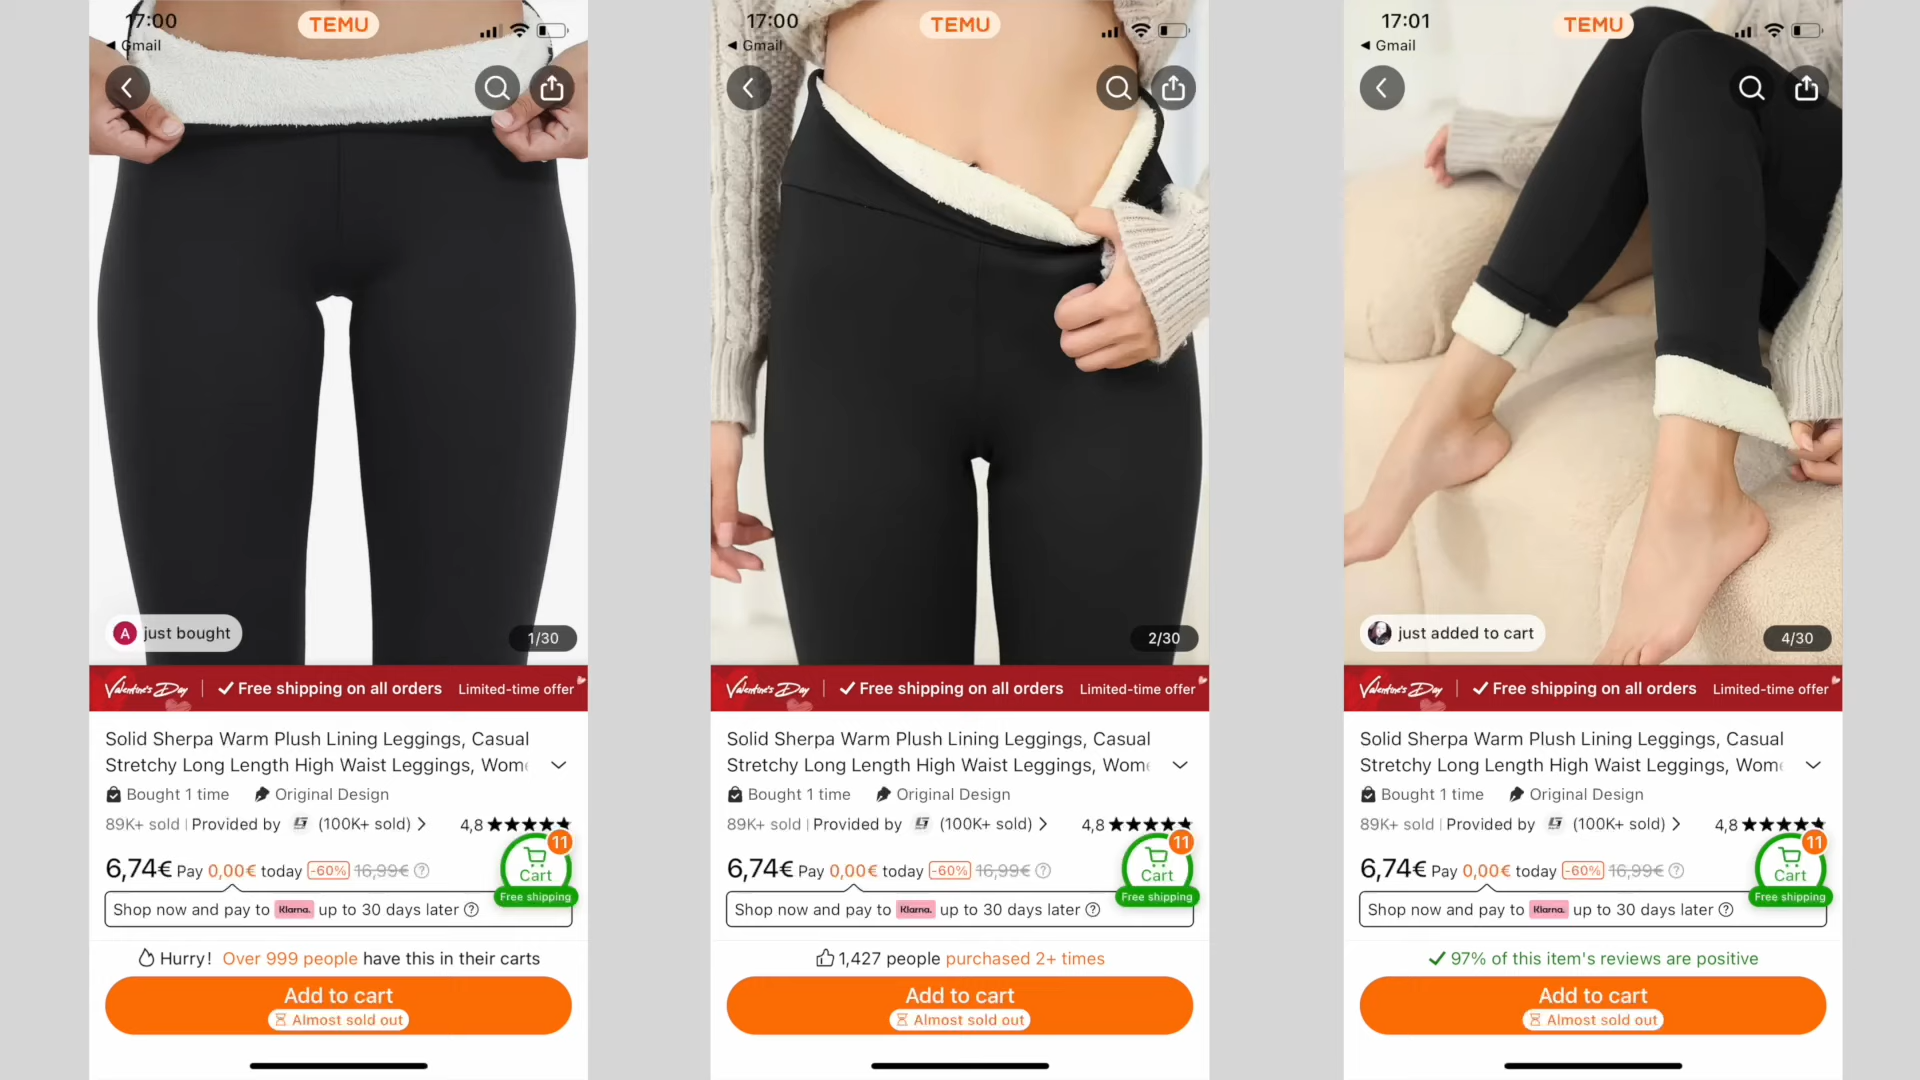 17:00
TEMU
Gmail
A just bought
1/30
Valentine's Day Free shipping on all orders Limited-time offer
Solid Sherpa Warm Plush Lining Leggings, Casual
Stretchy Long Length High Waist Leggings,
Bought 1 time Original Design
89K+ sold | Provided by (100K+ sold) 4,8
11
6,74€ Pay 0,00€ today -60% 16,99€ ?
Cart
Free shipping
Shop now and pay to Klarna. up to 30 days later ?
Hurry! Over 999 people have this in their carts
Add to cart
Almost sold out
17:00
TEMU
Gmail
2/30
Valentine's Day Free shipping on all orders Limited-time offer
Solid Sherpa Warm Plush Lining Leggings, Casual
Stretchy Long Length High Waist Leggings,
Bought 1 time Original Design
89K+ sold | Provided by (100K+ sold) 4,8
11
6,74€ Pay 0,00€ today -60% 16,99€ ?
Cart
Free shipping
Shop now and pay to Klarna. up to 30 days later ?
1,427 people purchased 2+ times
Add to cart
Almost sold out
17:01
TEMU
Gmail
just added to cart
4/30
Valentine's Day Free shipping on all orders Limited-time offer
Solid Sherpa Warm Plush Lining Leggings, Casual
Stretchy Long Length High Waist Leggings,
Bought 1 time Original Design
89K+ sold | Provided by (100K+ sold) 4,8
11
6,74€ Pay 0,00€ today -60% 16,99€ ?
Cart
Free shipping
Shop now and pay to Klarna. up to 30 days later ?
97% of this item's reviews are positive
Add to cart
Almost sold out